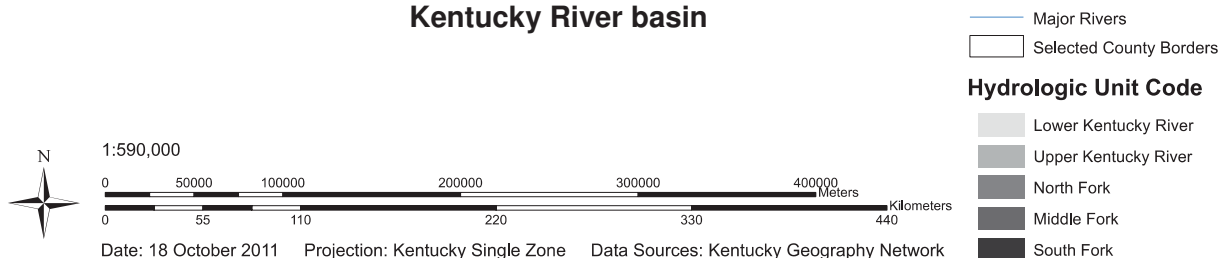 Kentucky River basin
Major Rivers
Selected County Borders
Hydrologic Unit Code
Lower Kentucky River
Upper Kentucky River
North Fork
Middle Fork
South Fork
N
1:590,000
0 50000 100000 200000 300000 400000
Meters
Kilometers
0 55 110 220 330 440
Date: 18 October 2011 Projection: Kentucky Single Zone Data Sources: Kentucky Geography Network